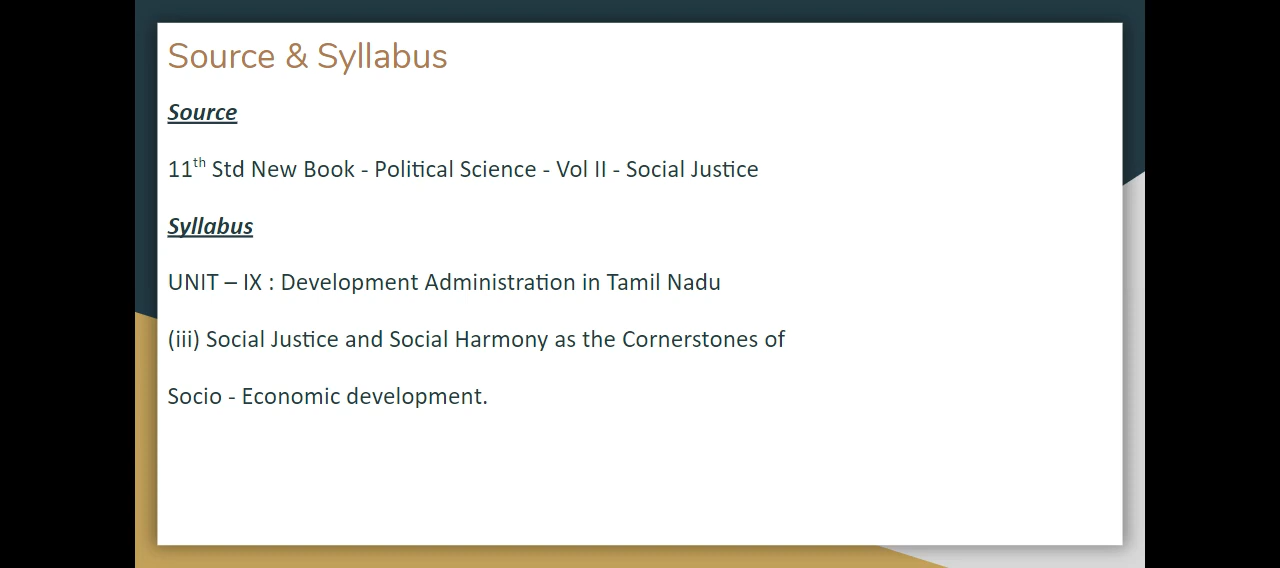 Source & Syllabus
Source
11th Std New Book - Political Science - Vol II - Social Justice
Syllabus
UNIT – IX : Development Administration in Tamil Nadu
(iii) Social Justice and Social Harmony as the Cornerstones of
Socio - Economic development.